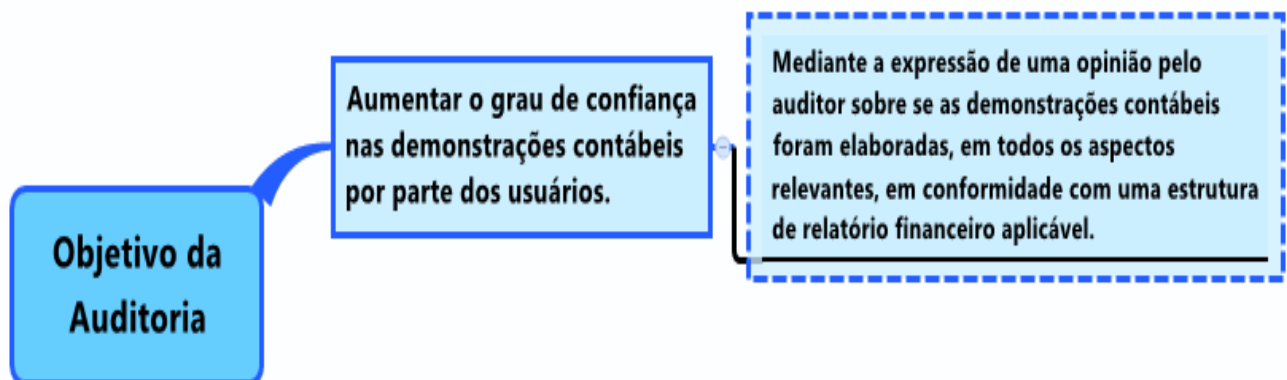 Objetivo da
Auditoria
Aumentar o grau de confiança
nas demonstrações contábeis
por parte dos usuários.
Mediante a expressão de uma opinião pelo
auditor sobre se as demonstrações contábeis
foram elaboradas, em todos os aspectos
relevantes, em conformidade com uma estrutura
de relatório financeiro aplicável.